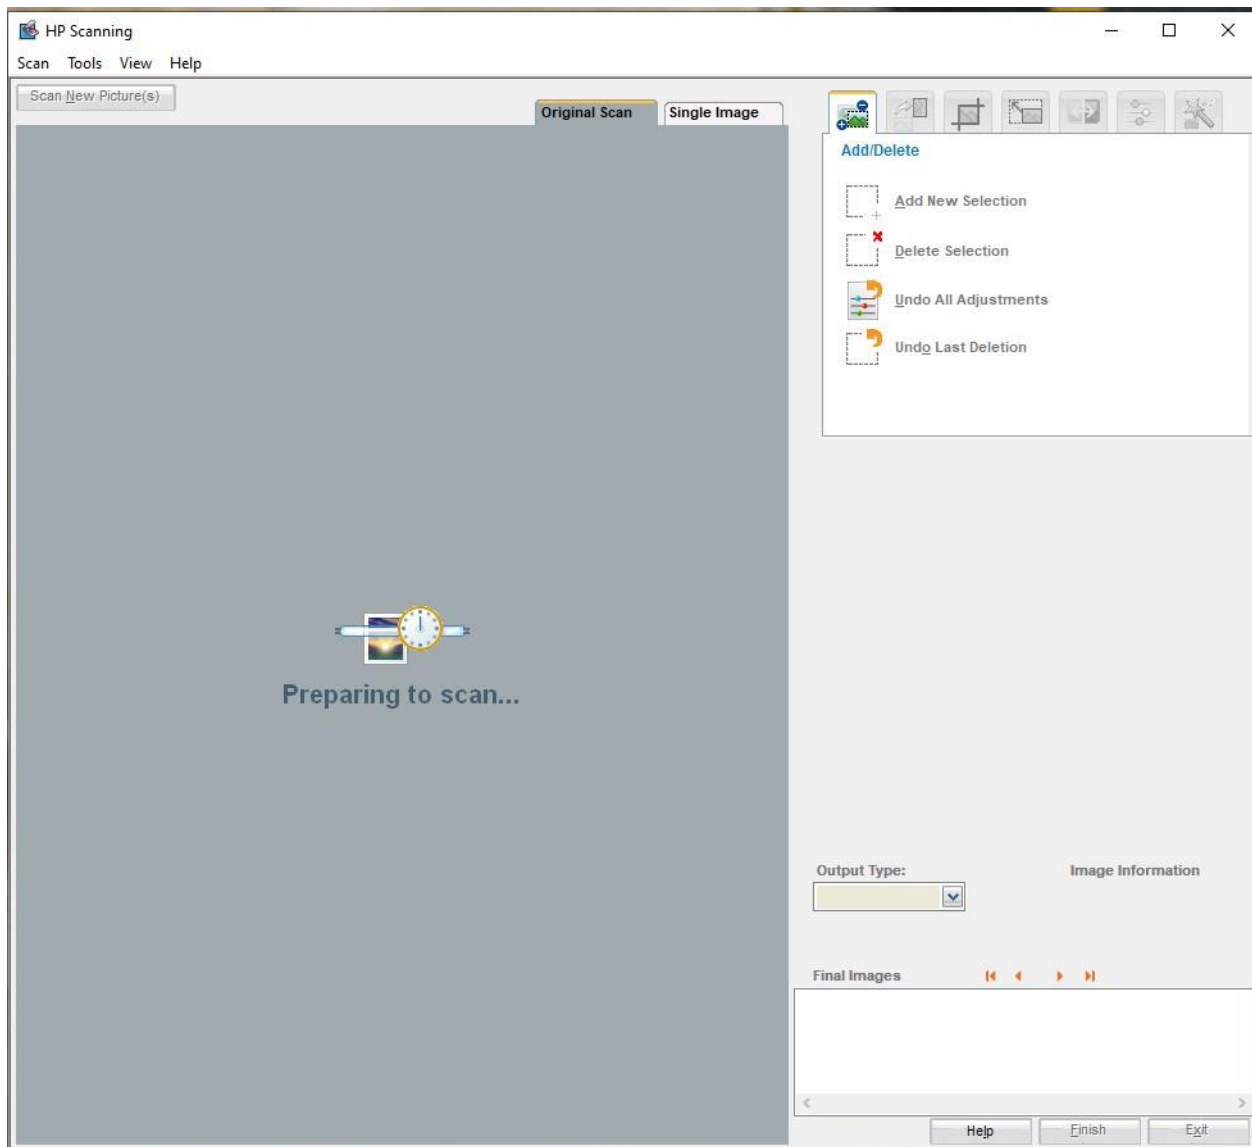 HP Scanning
Scan Tools View Help
Scan New Picture(s)
Original Scan Single Image
Add/Delete
Add New Selection
Delete Selection
Undo All Adjustments
Undo Last Deletion
Preparing to scan...
Output Type: Image Information
Final Images
Help Finish Exit